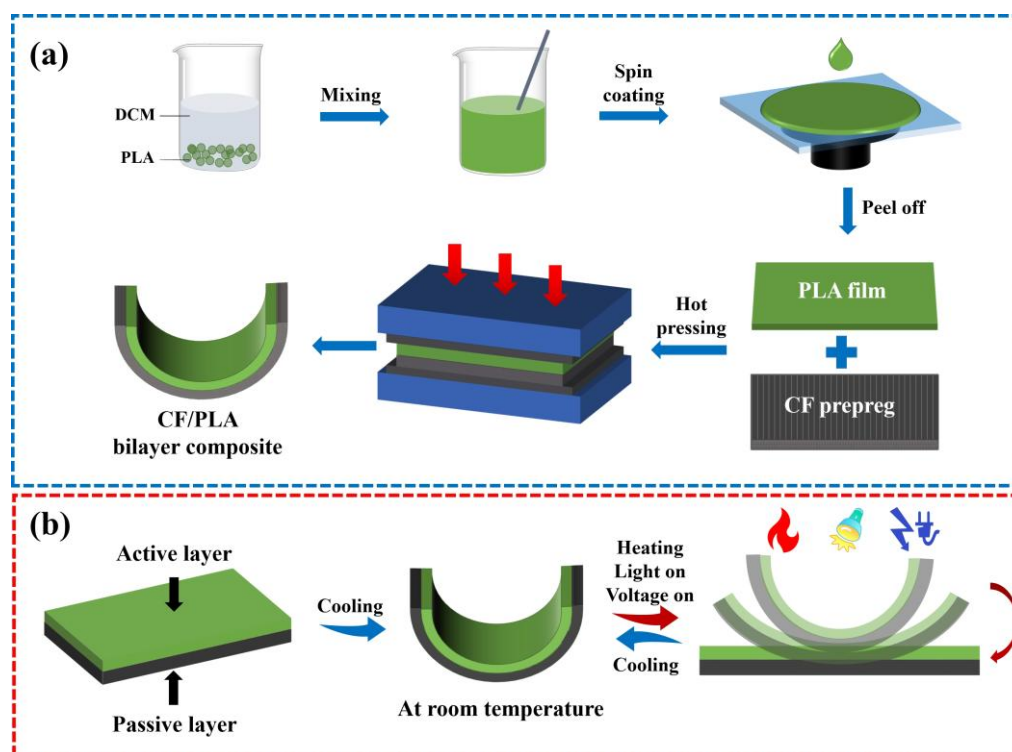 (a)
DCM
PLA
Mixing
Spin
coating
Peel off
PLA film
CF prepreg
Hot
pressing
CF/PLA
bilayer composite
(b)
Active layer
Passive layer
Cooling
At room temperature
Heating
Light on
Voltage on
Cooling